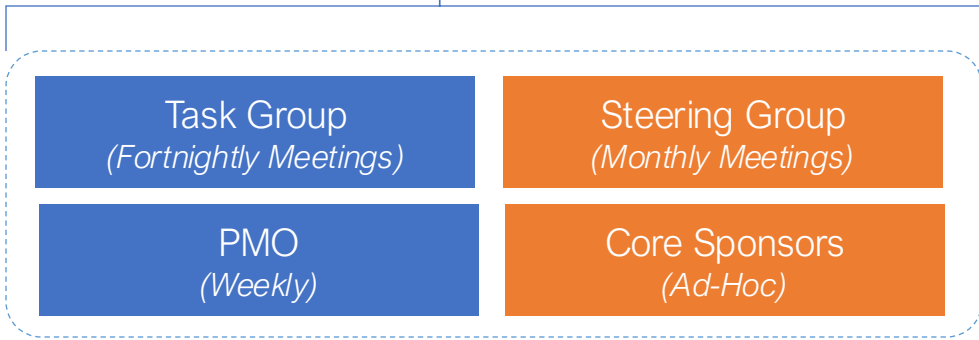 Task Group
(Fortnightly Meetings)
Steering Group
(Monthly Meetings)
PMO
(Weekly)
Core Sponsors
(Ad-Hoc)